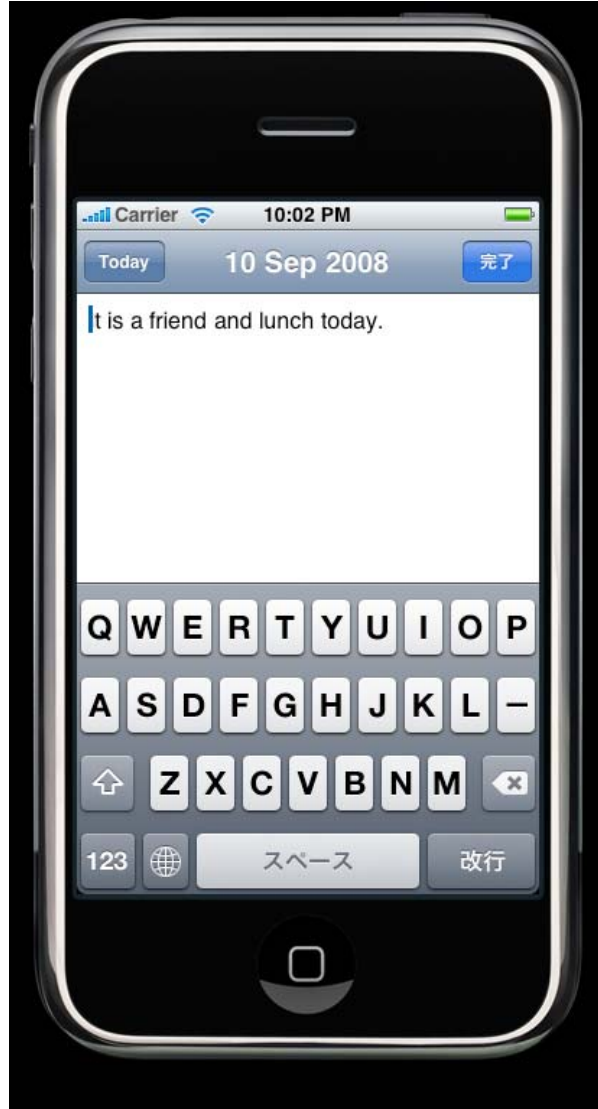 Carrier 10:02 PM
Today 10 Sep 2008 完了
It is a friend and lunch today.
Q W E R T Y U I O P
A S D F G H J K L ー
Z X C V B N M
123 スペース 改行